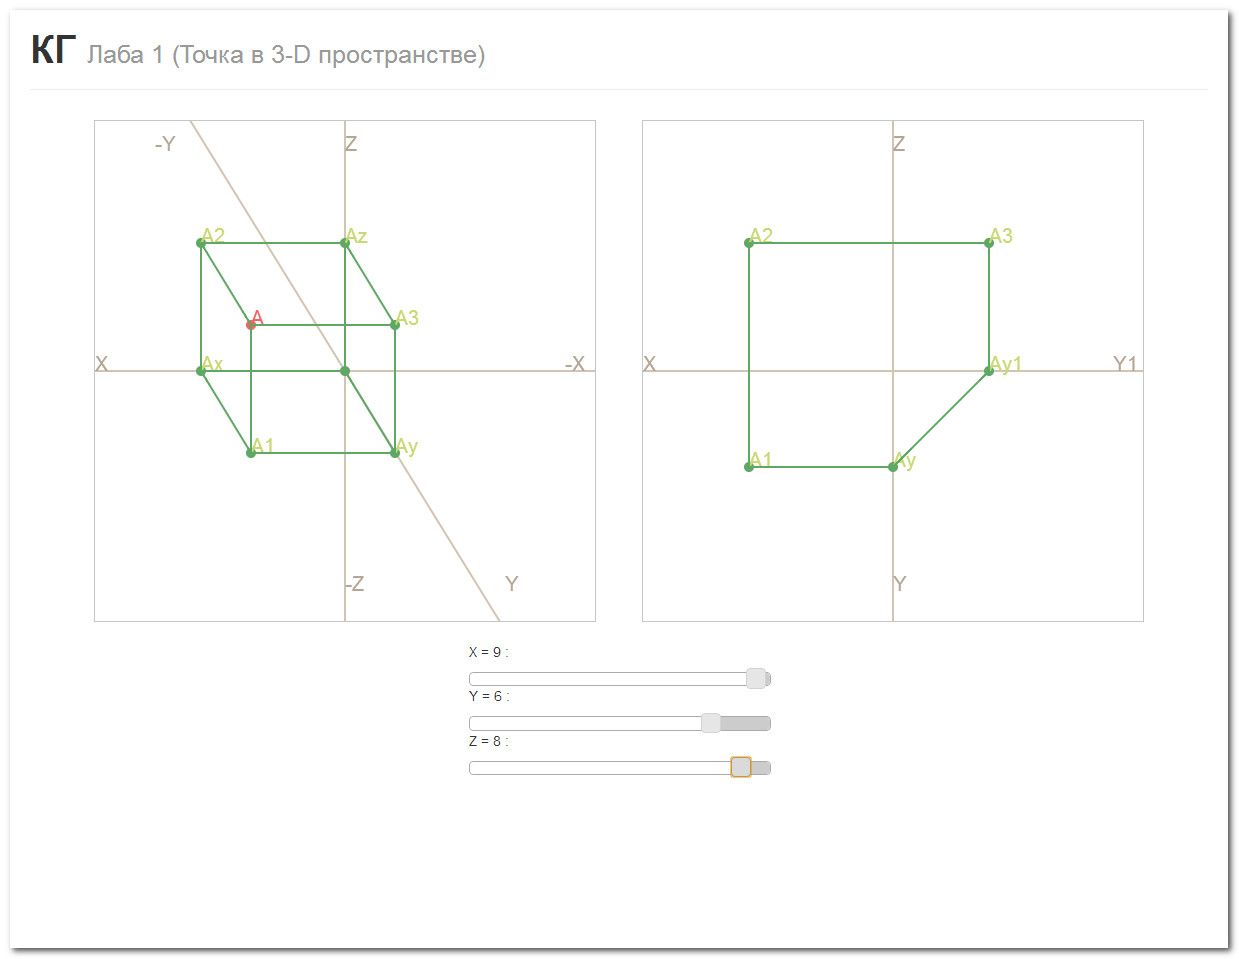 КГ Лаба 1 (Точка в 3-D пространстве)
-Y
Z
A2
Az
A
A3
X
Ax
-X
A1
Ay
-Z
Y
Z
A2
A3
X
Ay1
Y1
A1
Ay
Y
X = 9 :
Y = 6 :
Z = 8 :